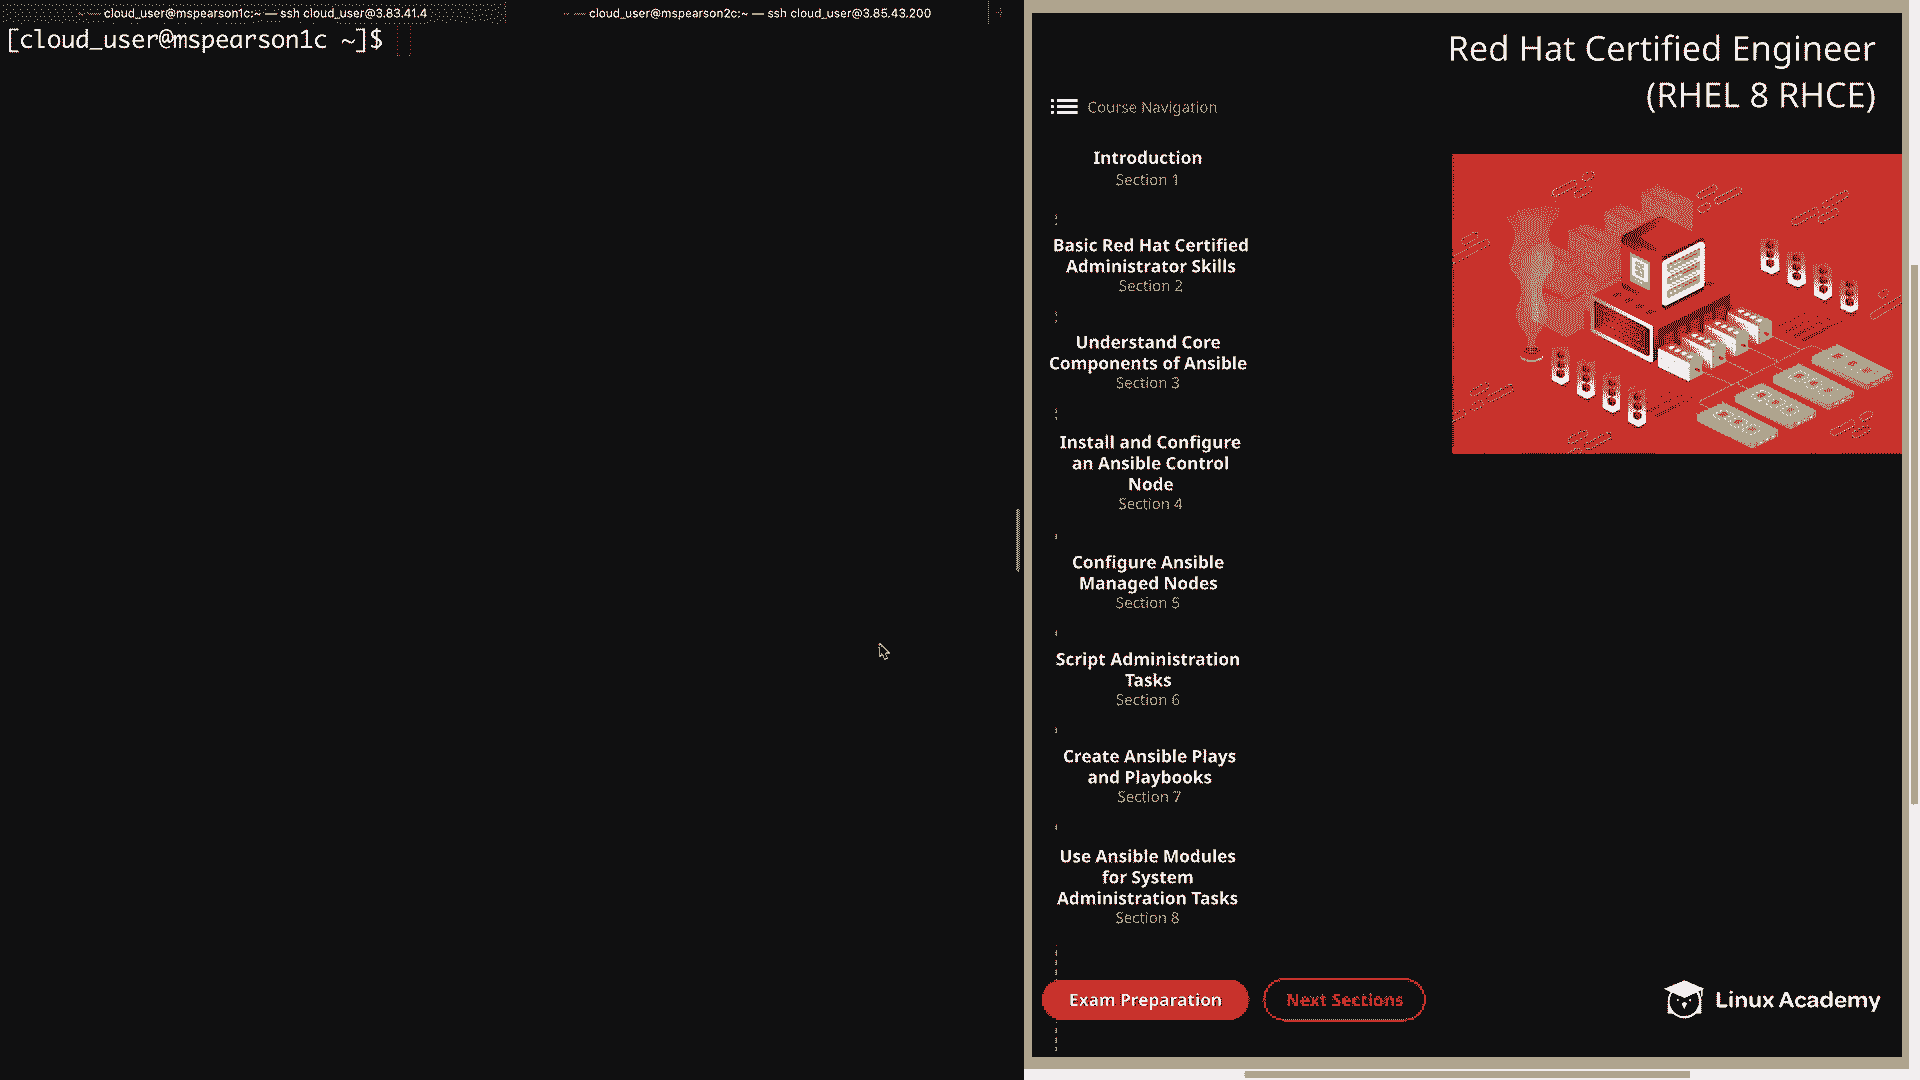 cloud_user@mspearson1c:~ — ssh cloud_user@3.83.41.4
cloud_user@mspearson2c:~ — ssh cloud_user@3.85.43.200
[cloud_user@mspearson1c ~]$
Red Hat Certified Engineer
(RHEL 8 RHCE)
Course Navigation
Introduction
Section 1
Basic Red Hat Certified
Administrator Skills
Section 2
Understand Core
Components of Ansible
Section 3
Install and Configure
an Ansible Control
Node
Section 4
Configure Ansible
Managed Nodes
Section 5
Script Administration
Tasks
Section 6
Create Ansible Plays
and Playbooks
Section 7
Use Ansible Modules
for System
Administration Tasks
Section 8
Exam Preparation
Next Sections
Linux Academy